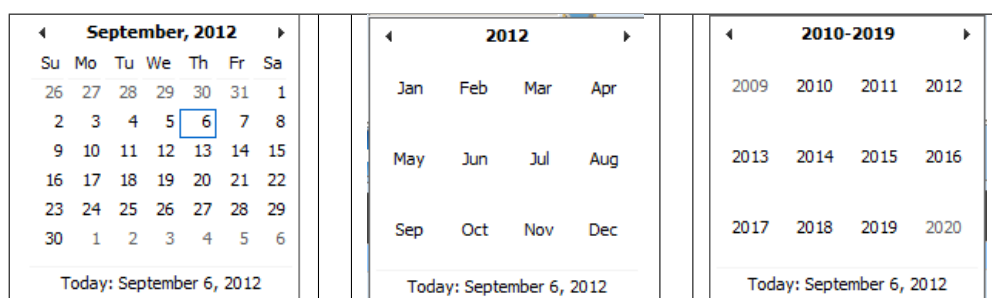 September, 2012
Su Mo Tu We Th Fr Sa
26 27 28 29 30 31 1
2 3 4 5 6 7 8
9 10 11 12 13 14 15
16 17 18 19 20 21 22
23 24 25 26 27 28 29
30 1 2 3 4 5 6
Today: September 6, 2012
2012
Jan Feb Mar Apr
May Jun Jul Aug
Sep Oct Nov Dec
Today: September 6, 2012
2010-2019
2009 2010 2011 2012
2013 2014 2015 2016
2017 2018 2019 2020
Today: September 6, 2012